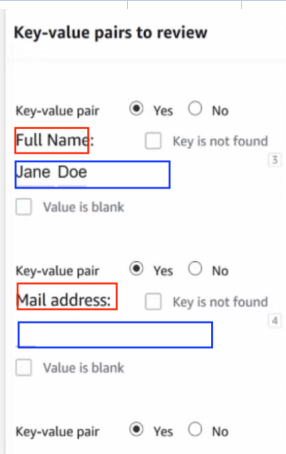 Key-value pairs to review
Key-value pair Yes No
Full Name: Key is not found
3
Jane Doe
Value is blank
Key-value pair Yes No
Mail address: Key is not found
4
Value is blank
Key-value pair Yes No